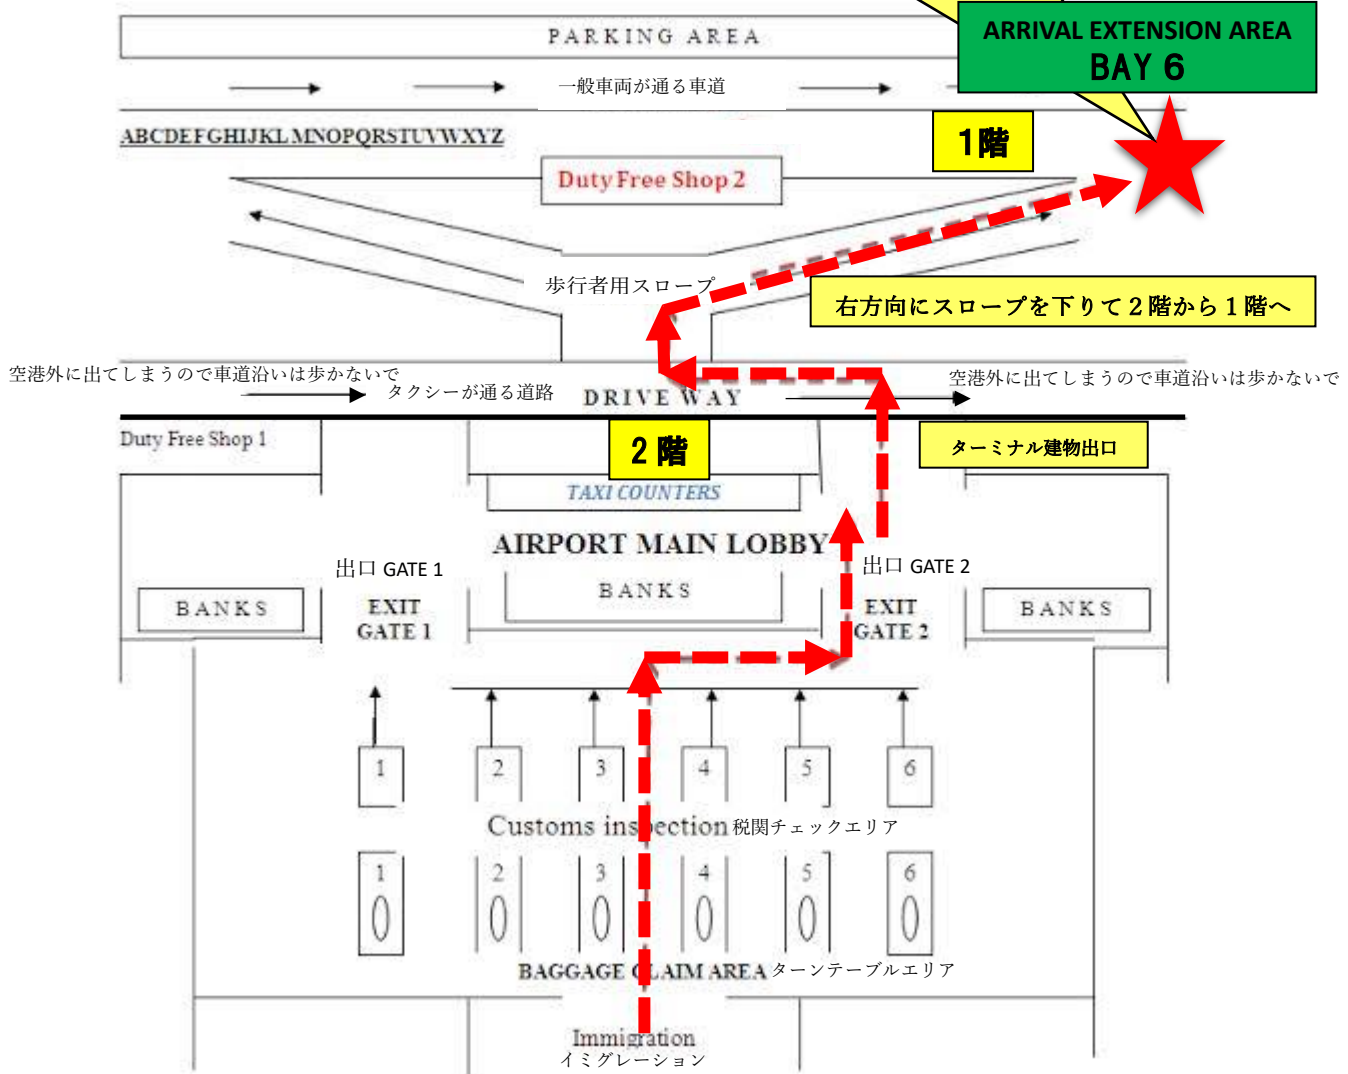 ARRIVAL EXTENSION AREA
BAY 6
PARKING AREA
一般車両が通る車道
ABCDEFGHIJKLMNOPQRSTUVWXYZ
1階
Duty Free Shop 2
歩行者用スロープ
右方向にスロープを下りて２階から１階へ
空港外に出てしまうので車道沿いは歩かないで
タクシーが通る道路
DRIVE WAY
空港外に出てしまうので車道沿いは歩かないで
Duty Free Shop 1
2 階
ターミナル建物出口
TAXI COUNTERS
AIRPORT MAIN LOBBY
出口 GATE 1
出口 GATE 2
BANKS
BANKS
BANKS
EXIT
GATE 1
EXIT
GATE 2
1 2 3 4 5 6
Customs inspection 税関チェックエリア
1 2 3 4 5 6
BAGGAGE CLAIM AREA ターンテーブルエリア
Immigration
イミグレーション